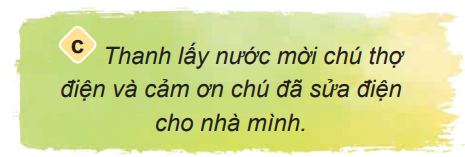 c Thanh lấy nước mời chú thợ
điện và cảm ơn chú đã sửa điện
cho nhà mình.